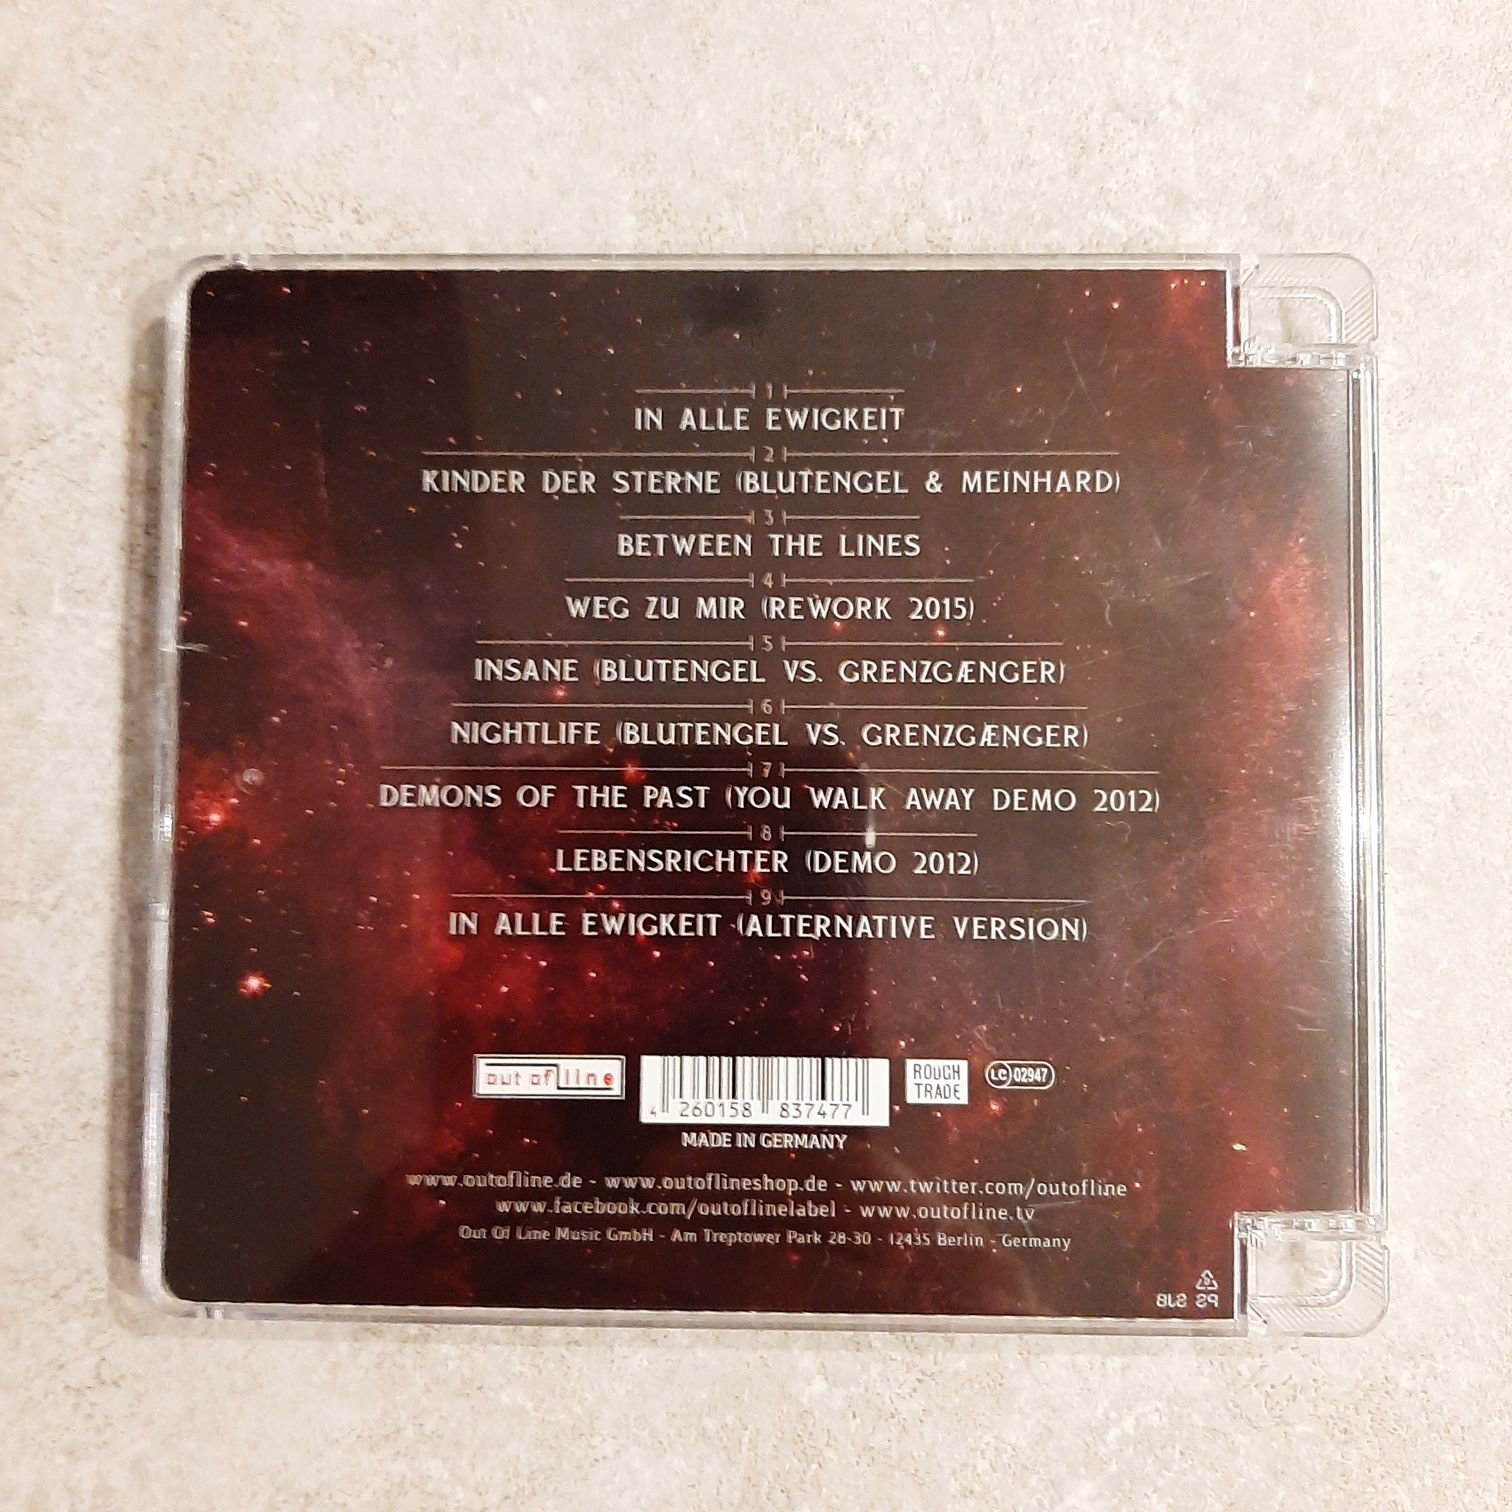 1
IN ALLE EWIGKEIT
2
KINDER DER STERNE (BLUTENGEL & MEINHARD)
3
BETWEEN THE LINES
4
WEG ZU MIR (REWORK 2015)
5
INSANE (BLUTENGEL VS. GRENZGÆNGER)
6
NIGHTLIFE (BLUTENGEL VS. GRENZGÆNGER)
7
DEMONS OF THE PAST (YOU WALK AWAY DEMO 2012)
8
LEBENSRICHTER (DEMO 2012)
9
IN ALLE EWIGKEIT (ALTERNATIVE VERSION)
out of line
4 260158 837477
ROUGH
TRADE
LC 02947
MADE IN GERMANY
www.outofline.de - www.outoflineshop.de - www.twitter.com/outofline
www.facebook.com/outoflinelabel - www.outofline.tv
Out Of Line Music GmbH - Am Treptower Park 28-30 - 12435 Berlin - Germany